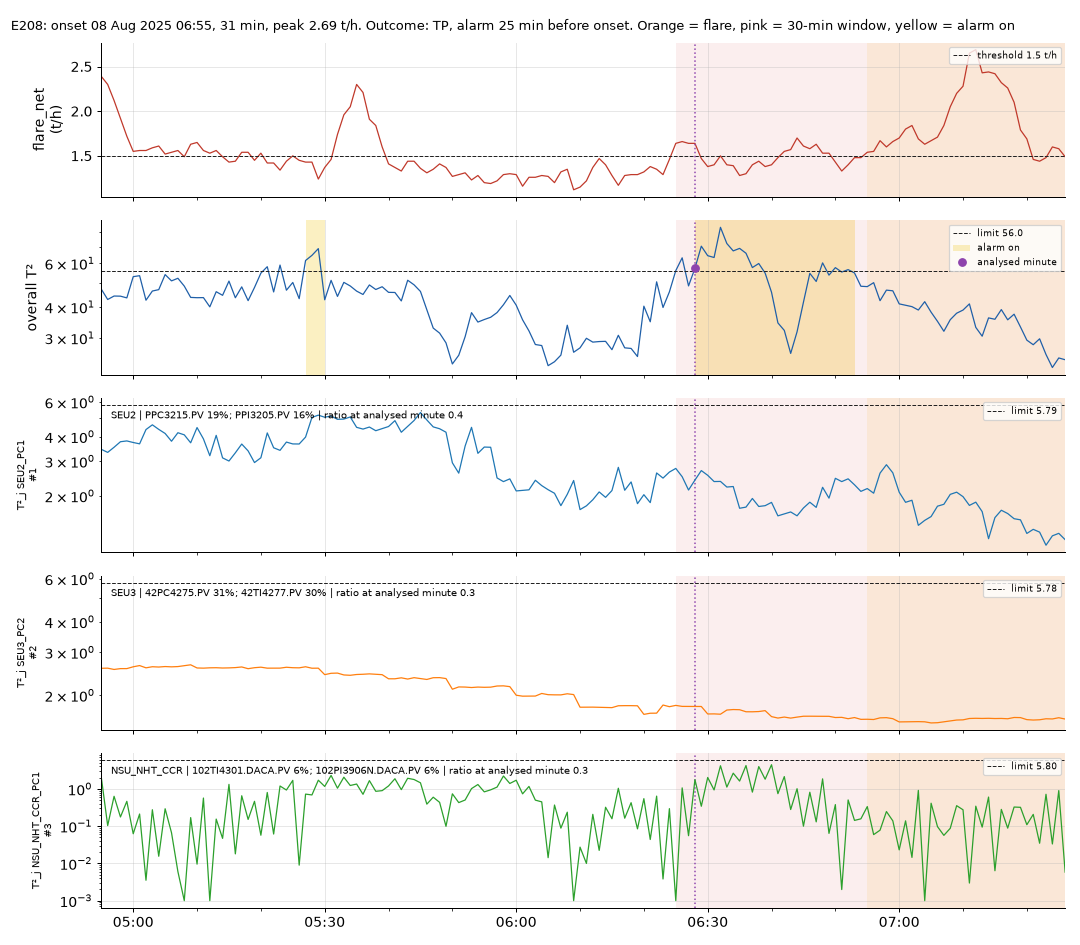 E208: onset 08 Aug 2025 06:55, 31 min, peak 2.69 t/h. Outcome: TP, alarm 25 min before onset. Orange = flare, pink = 30-min window, yellow = alarm on
flare_net
(t/h)
2.5
2.0
1.5
threshold 1.5 t/h
overall T²
6 × 10¹
4 × 10¹
3 × 10¹
limit 56.0
alarm on
analysed minute
T²_j SEU2_PC1
#1
6 × 10⁰
4 × 10⁰
3 × 10⁰
2 × 10⁰
SEU2 | PPC3215.PV 19%; PPI3205.PV 16% | ratio at analysed minute 0.4
limit 5.79
T²_j SEU3_PC2
#2
6 × 10⁰
4 × 10⁰
3 × 10⁰
2 × 10⁰
SEU3 | 42PC4275.PV 31%; 42TI4277.PV 30% | ratio at analysed minute 0.3
limit 5.78
T²_j NSU_NHT_CCR_PC1
#3
10⁰
10⁻¹
10⁻²
10⁻³
NSU_NHT_CCR | 102TI4301.DACA.PV 6%; 102PI3906N.DACA.PV 6% | ratio at analysed minute 0.3
limit 5.80
05:00
05:30
06:00
06:30
07:00